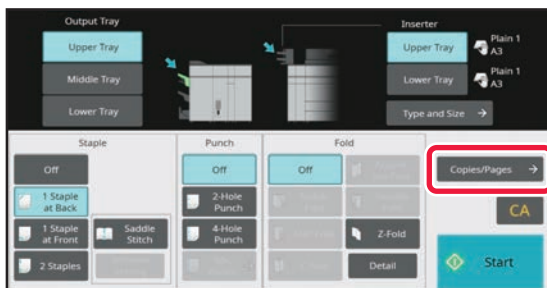 Output Tray
Upper Tray
Middle Tray
Lower Tray
Inserter
Upper Tray
Plain 1
A3
Lower Tray
Plain 1
A3
Type and Size
Staple
Off
1 Staple
at Back
1 Staple
at Front
2 Staples
Saddle
Stitch
Punch
Off
2-Hole
Punch
4-Hole
Punch
Fold
Off
Z-Fold
Detail
Copies/Pages
CA
Start